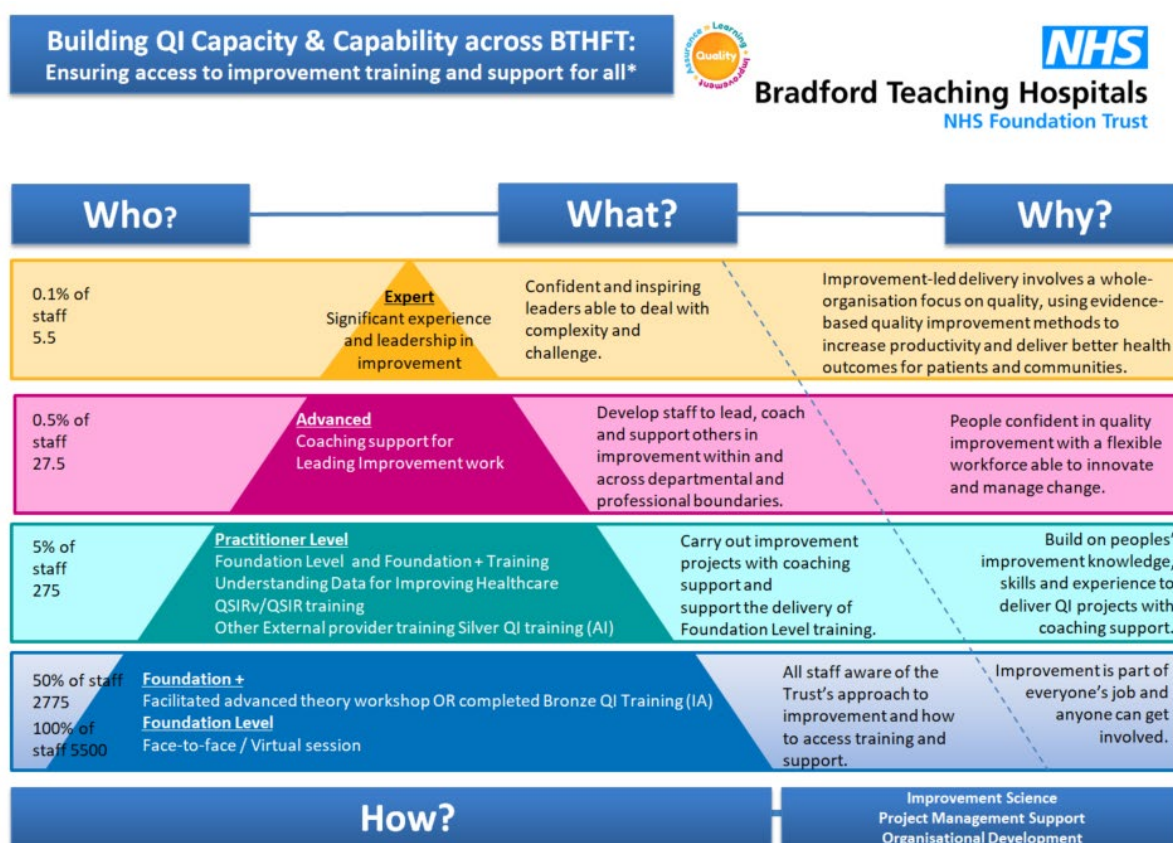 Building QI Capacity & Capability across BTHFT:
Ensuring access to improvement training and support for all*
Assurance • Learning • Improvement
Quality
NHS
Bradford Teaching Hospitals
NHS Foundation Trust
Who?
What?
Why?
0.1% of
staff
5.5
Expert
Significant experience
and leadership in
improvement
Confident and inspiring
leaders able to deal with
complexity and
challenge.
Improvement-led delivery involves a whole-
organisation focus on quality, using evidence-
based quality improvement methods to
increase productivity and deliver better health
outcomes for patients and communities.
0.5% of
staff
27.5
Advanced
Coaching support for
Leading Improvement work
Develop staff to lead, coach
and support others in
improvement within and
across departmental and
professional boundaries.
People confident in quality
improvement with a flexible
workforce able to innovate
and manage change.
5% of
staff
275
Practitioner Level
Foundation Level and Foundation + Training
Understanding Data for Improving Healthcare
QSIRv/QSIR training
Other External provider training Silver QI training (AI)
Carry out improvement
projects with coaching
support and
support the delivery of
Foundation Level training.
Build on peoples'
improvement knowledge,
skills and experience to
deliver QI projects with
coaching support.
50% of staff
2775
100% of
staff 5500
Foundation +
Facilitated advanced theory workshop OR completed Bronze QI Training (IA)
Foundation Level
Face-to-face / Virtual session
All staff aware of the
Trust's approach to
improvement and how
to access training and
support.
Improvement is part of
everyone's job and
anyone can get
involved.
How?
Improvement Science
Project Management Support
Organisational Development